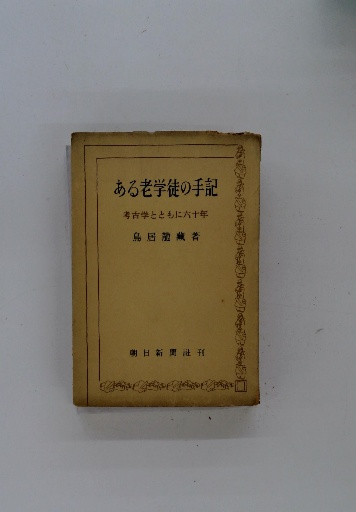 ある老学徒の手記
考古学とともに六十年
鳥居龍藏著
朝日新聞社刊